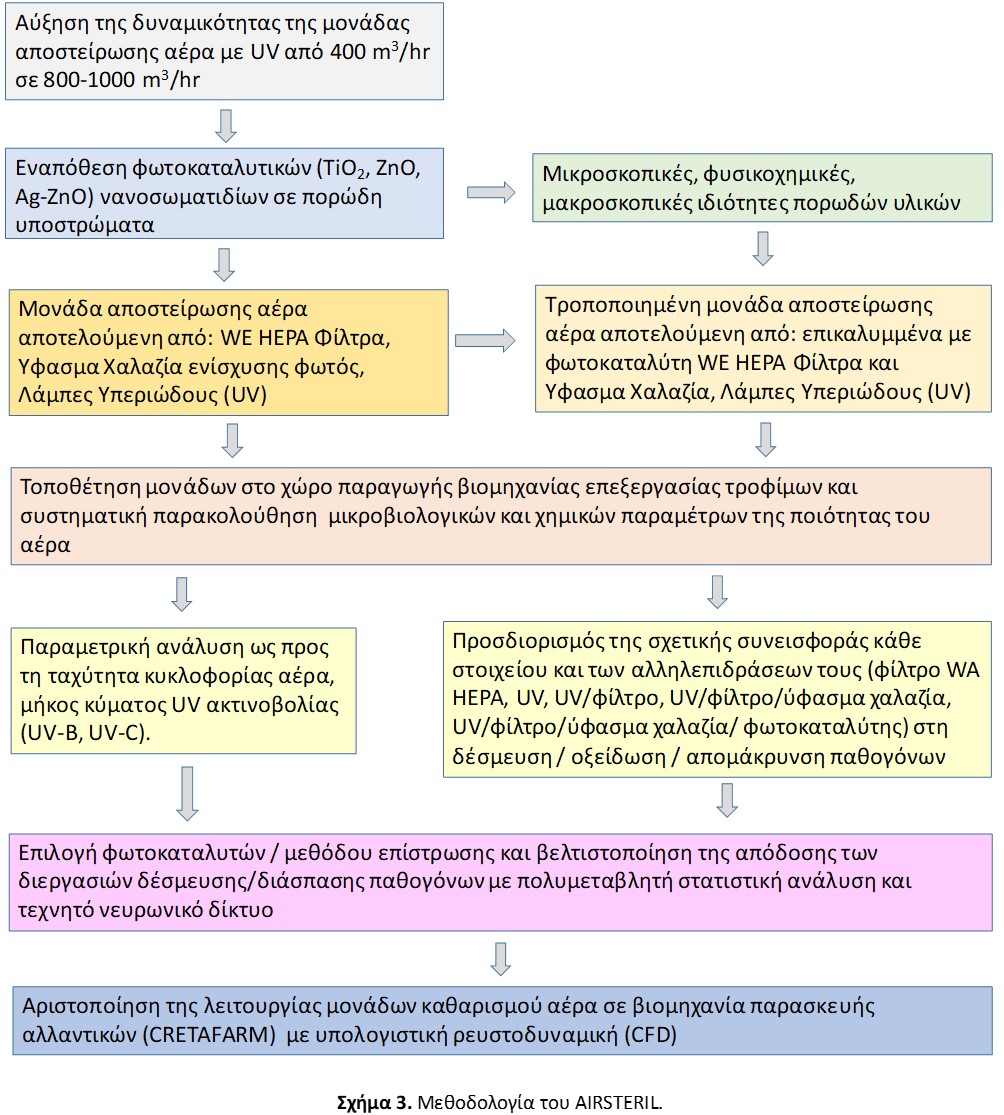 Αύξηση της δυναμικότητας της μονάδας
αποστείρωσης αέρα με UV από 400 m³/hr
σε 800-1000 m³/hr
Εναπόθεση φωτοκαταλυτικών (TiO₂, ZnO,
Ag-ZnO) νανοσωματιδίων σε πορώδη
υποστρώματα
Μικροσκοπικές, φυσικοχημικές,
μακροσκοπικές ιδιότητες πορωδών υλικών
Μονάδα αποστείρωσης αέρα
αποτελούμενη από: WE HEPA Φίλτρα,
Υφασμα Χαλαζία ενίσχυσης φωτός,
Λάμπες Υπεριώδους (UV)
Τροποποιημένη μονάδα αποστείρωσης
αέρα αποτελούμενη από: επικαλυμμένα με
φωτοκαταλύτη WE HEPA Φίλτρα και
Υφασμα Χαλαζία, Λάμπες Υπεριώδους (UV)
Τοποθέτηση μονάδων στο χώρο παραγωγής βιομηχανίας επεξεργασίας τροφίμων και
συστηματική παρακολούθηση μικροβιολογικών και χημικών παραμέτρων της ποιότητας του
αέρα
Παραμετρική ανάλυση ως προς
τη ταχύτητα κυκλοφορίας αέρα,
μήκος κύματος UV ακτινοβολίας
(UV-B, UV-C).
Προσδιορισμός της σχετικής συνεισφοράς κάθε
στοιχείου και των αλληλεπιδράσεων τους (φίλτρο WA
HEPA, UV, UV/φίλτρο, UV/φίλτρο/ύφασμα χαλαζία,
UV/φίλτρο/ύφασμα χαλαζία/ φωτοκαταλύτης) στη
δέσμευση / οξείδωση / απομάκρυνση παθογόνων
Επιλογή φωτοκαταλυτών / μεθόδου επίστρωσης και βελτιστοποίηση της απόδοσης των
διεργασιών δέσμευσης/διάσπασης παθογόνων με πολυμεταβλητή στατιστική ανάλυση και
τεχνητό νευρωνικό δίκτυο
Αριστοποίηση της λειτουργίας μονάδων καθαρισμού αέρα σε βιομηχανία παρασκευής
αλλαντικών (CRETAFARM) με υπολογιστική ρευστοδυναμική (CFD)
Σχήμα 3. Μεθοδολογία του AIRSTERIL.